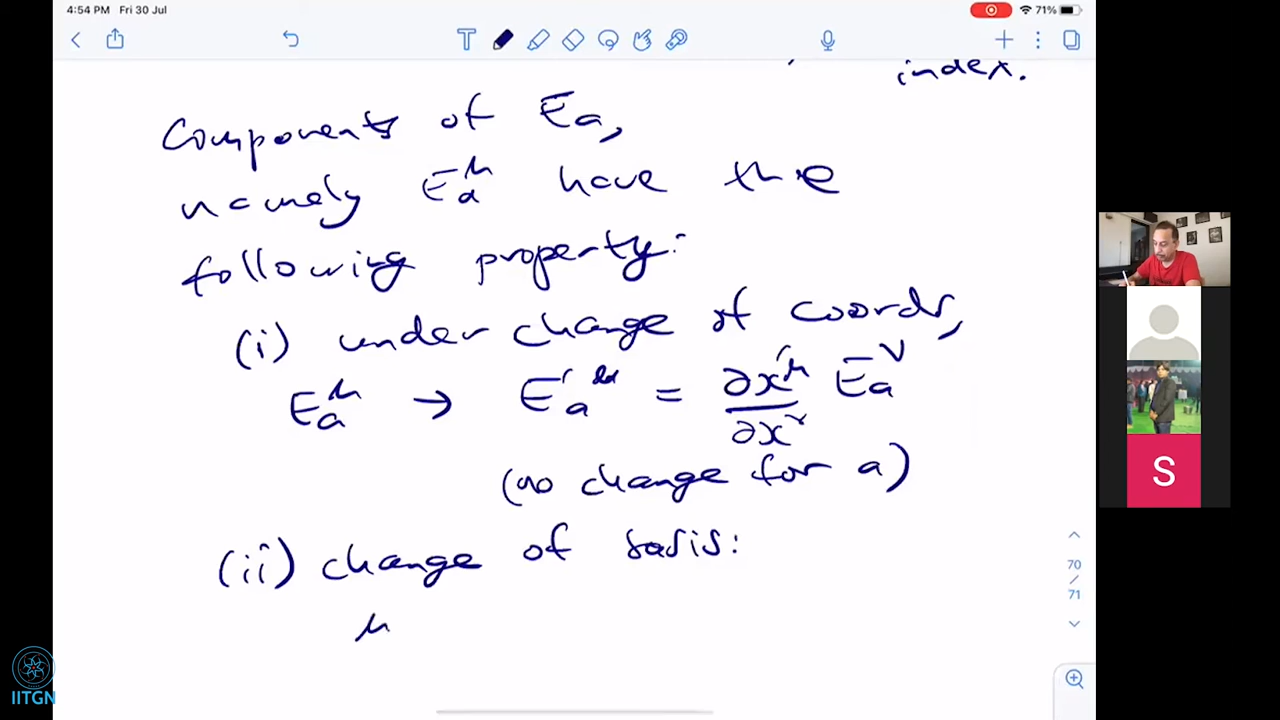 4:54 PM Fri 30 Jul
71%
index.
Components of Ea,
namely E_a^μ have the
following property:
(i) under change of coords,
E_a^μ → E'_a^μ = ∂x'^μ/∂x^ν E_a^ν
(no change for a)
(ii) change of basis:
μ
70
/
71
S
IITGN